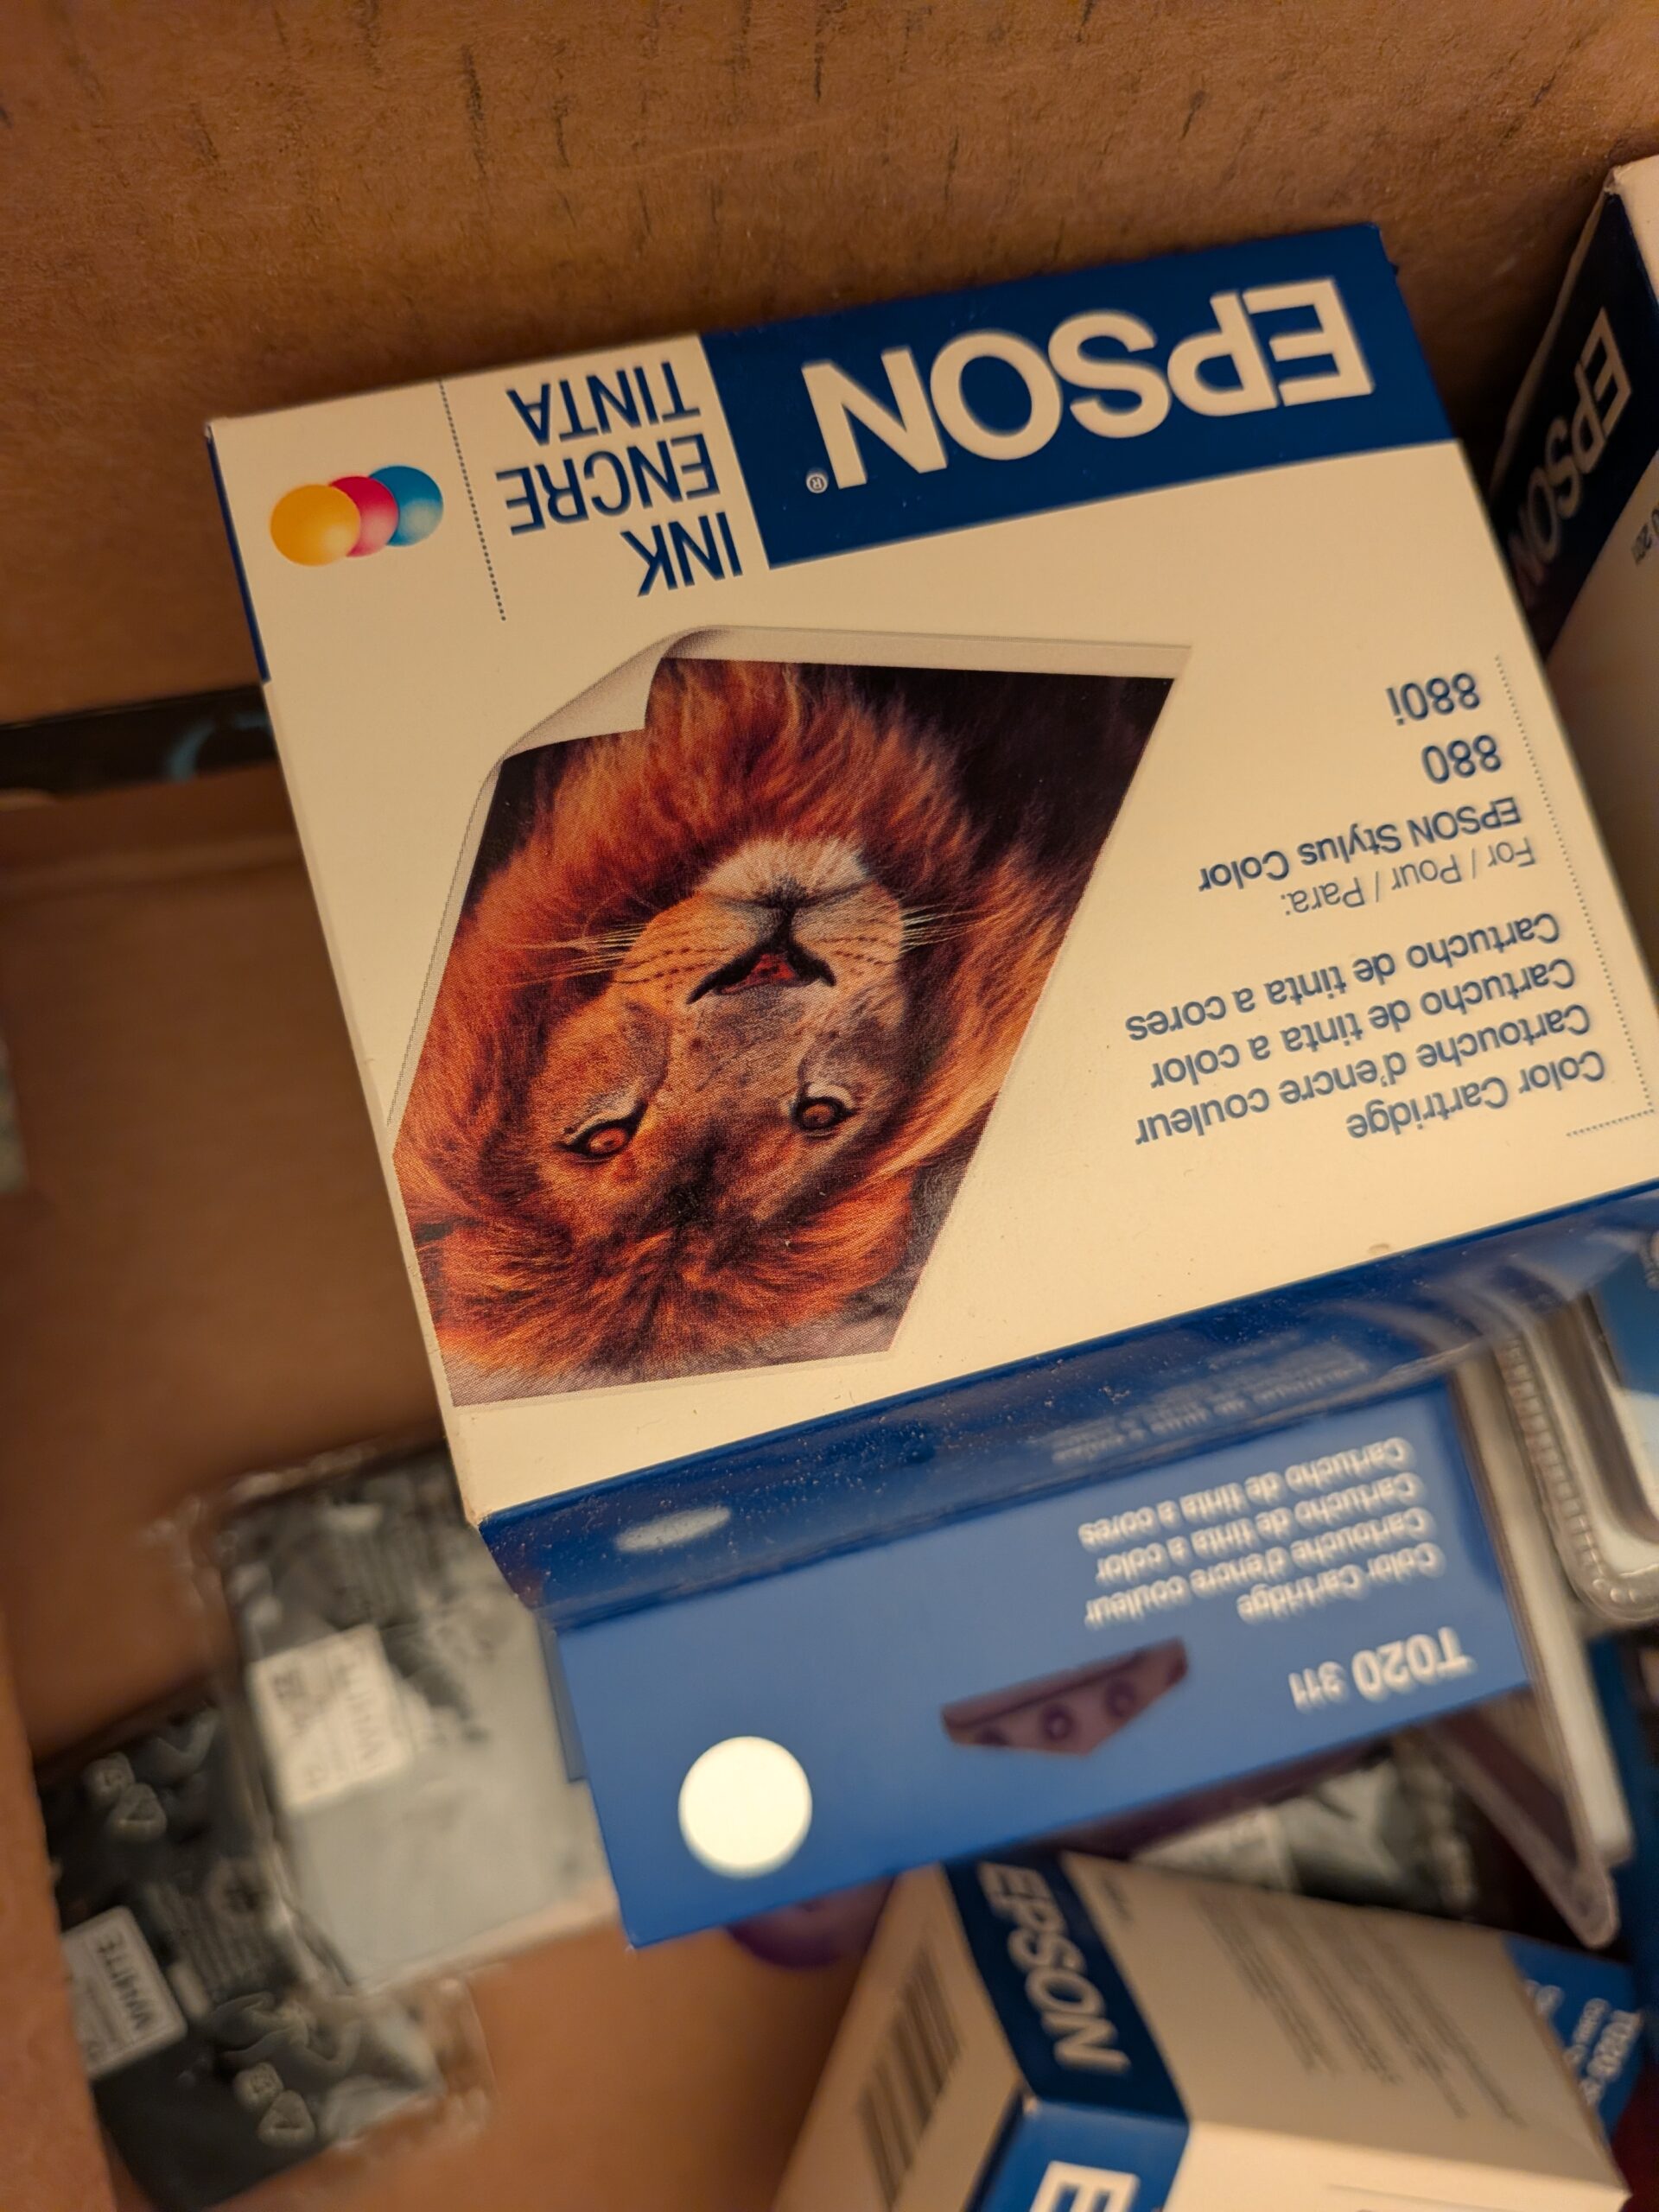 EPSON®
INK
ENCRE
TINTA
Color Cartridge
Cartouche d'encre couleur
Cartucho de tinta a color
Cartucho de tinta a cores
For / Pour / Para:
EPSON Stylus Color
880
880i
T020 311
Color Cartridge
Cartouche d'encre couleur
Cartucho de tinta a color
Cartucho de tinta a cores
EPSON
EPSON
E
T020